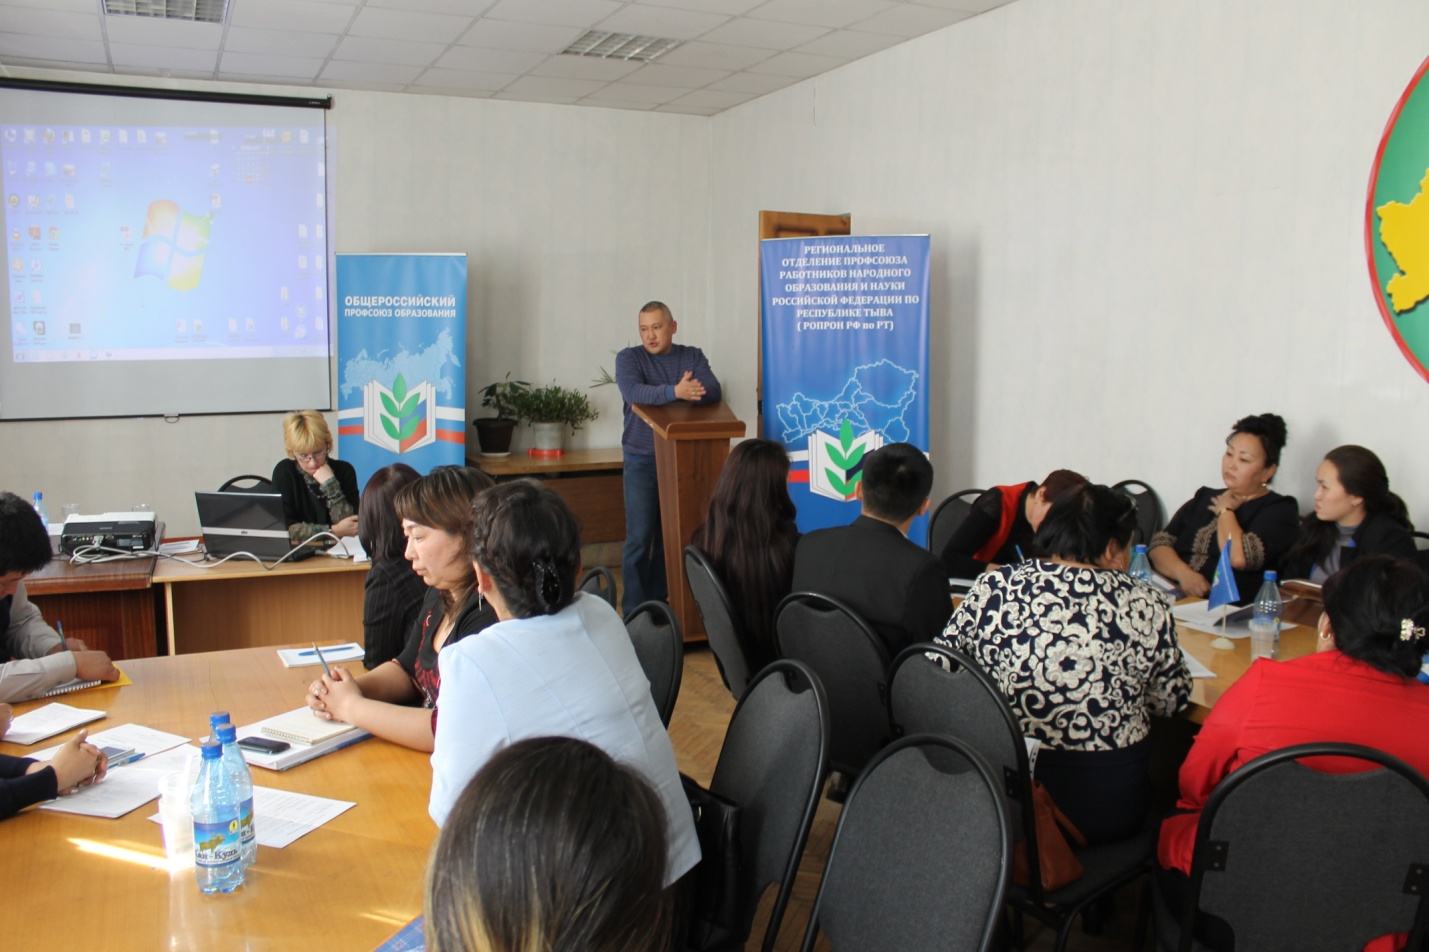 ОБЩЕРОССИЙСКИЙ
ПРОФСОЮЗ ОБРАЗОВАНИЯ
РЕГИОНАЛЬНОЕ
ОТДЕЛЕНИЕ ПРОФСОЮЗА
РАБОТНИКОВ НАРОДНОГО
ОБРАЗОВАНИЯ И НАУКИ
РОССИЙСКОЙ ФЕДЕРАЦИИ ПО
РЕСПУБЛИКЕ ТЫВА
( РОПРОН РФ по РТ)